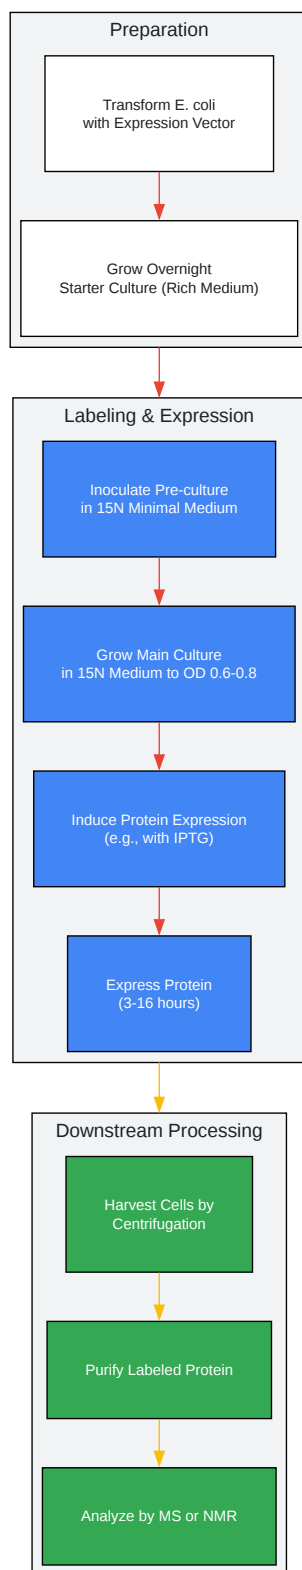 Preparation
Transform E. coli
with Expression Vector
Grow Overnight
Starter Culture (Rich Medium)
Labeling & Expression
Inoculate Pre-culture
in 15N Minimal Medium
Grow Main Culture
in 15N Medium to OD 0.6-0.8
Induce Protein Expression
(e.g., with IPTG)
Express Protein
(3-16 hours)
Downstream Processing
Harvest Cells by
Centrifugation
Purify Labeled Protein
Analyze by MS or NMR